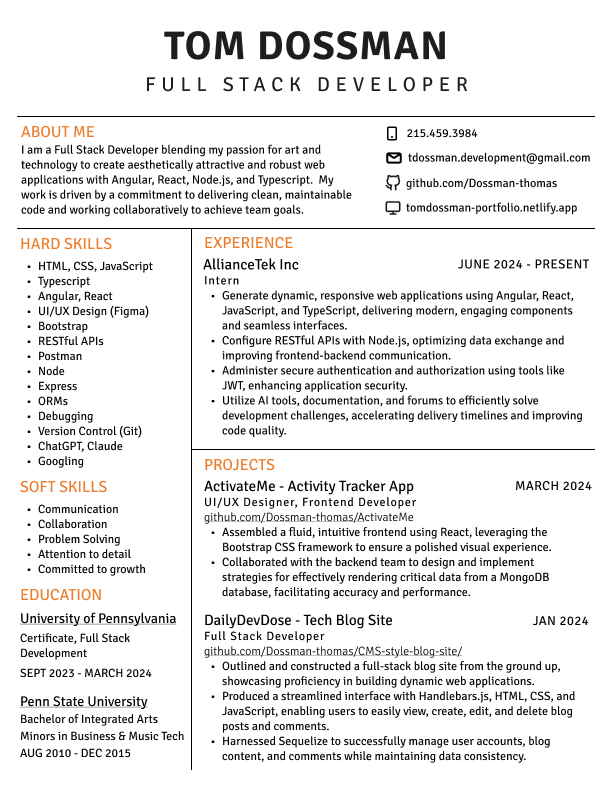 TOM DOSSMAN
FULL STACK DEVELOPER
ABOUT ME
I am a Full Stack Developer blending my passion for art and
technology to create aesthetically attractive and robust web
applications with Angular, React, Node.js, and Typescript.  My
work is driven by a commitment to delivering clean, maintainable
code and working collaboratively to achieve team goals.
215.459.3984
tdossman.development@gmail.com
github.com/Dossman-thomas
tomdossman-portfolio.netlify.app
HARD SKILLS
• HTML, CSS, JavaScript
• Typescript
• Angular, React
• UI/UX Design (Figma)
• Bootstrap
• RESTful APIs
• Postman
• Node
• Express
• ORMs
• Debugging
• Version Control (Git)
• ChatGPT, Claude
• Googling
SOFT SKILLS
• Communication
• Collaboration
• Problem Solving
• Attention to detail
• Committed to growth
EDUCATION
University of Pennsylvania
Certificate, Full Stack
Development
SEPT 2023 - MARCH 2024
Penn State University
Bachelor of Integrated Arts
Minors in Business & Music Tech
AUG 2010 - DEC 2015
EXPERIENCE
AllianceTek Inc JUNE 2024 - PRESENT
Intern
• Generate dynamic, responsive web applications using Angular, React,
JavaScript, and TypeScript, delivering modern, engaging components
and seamless interfaces.
• Configure RESTful APIs with Node.js, optimizing data exchange and
improving frontend-backend communication.
• Administer secure authentication and authorization using tools like
JWT, enhancing application security.
• Utilize AI tools, documentation, and forums to efficiently solve
development challenges, accelerating delivery timelines and improving
code quality.
PROJECTS
ActivateMe - Activity Tracker App MARCH 2024
UI/UX Designer, Frontend Developer
github.com/Dossman-thomas/ActivateMe
• Assembled a fluid, intuitive frontend using React, leveraging the
Bootstrap CSS framework to ensure a polished visual experience.
• Collaborated with the backend team to design and implement
strategies for effectively rendering critical data from a MongoDB
database, facilitating accuracy and performance.
DailyDevDose - Tech Blog Site JAN 2024
Full Stack Developer
github.com/Dossman-thomas/CMS-style-blog-site/
• Outlined and constructed a full-stack blog site from the ground up,
showcasing proficiency in building dynamic web applications.
• Produced a streamlined interface with Handlebars.js, HTML, CSS, and
JavaScript, enabling users to easily view, create, edit, and delete blog
posts and comments.
• Harnessed Sequelize to successfully manage user accounts, blog
content, and comments while maintaining data consistency.